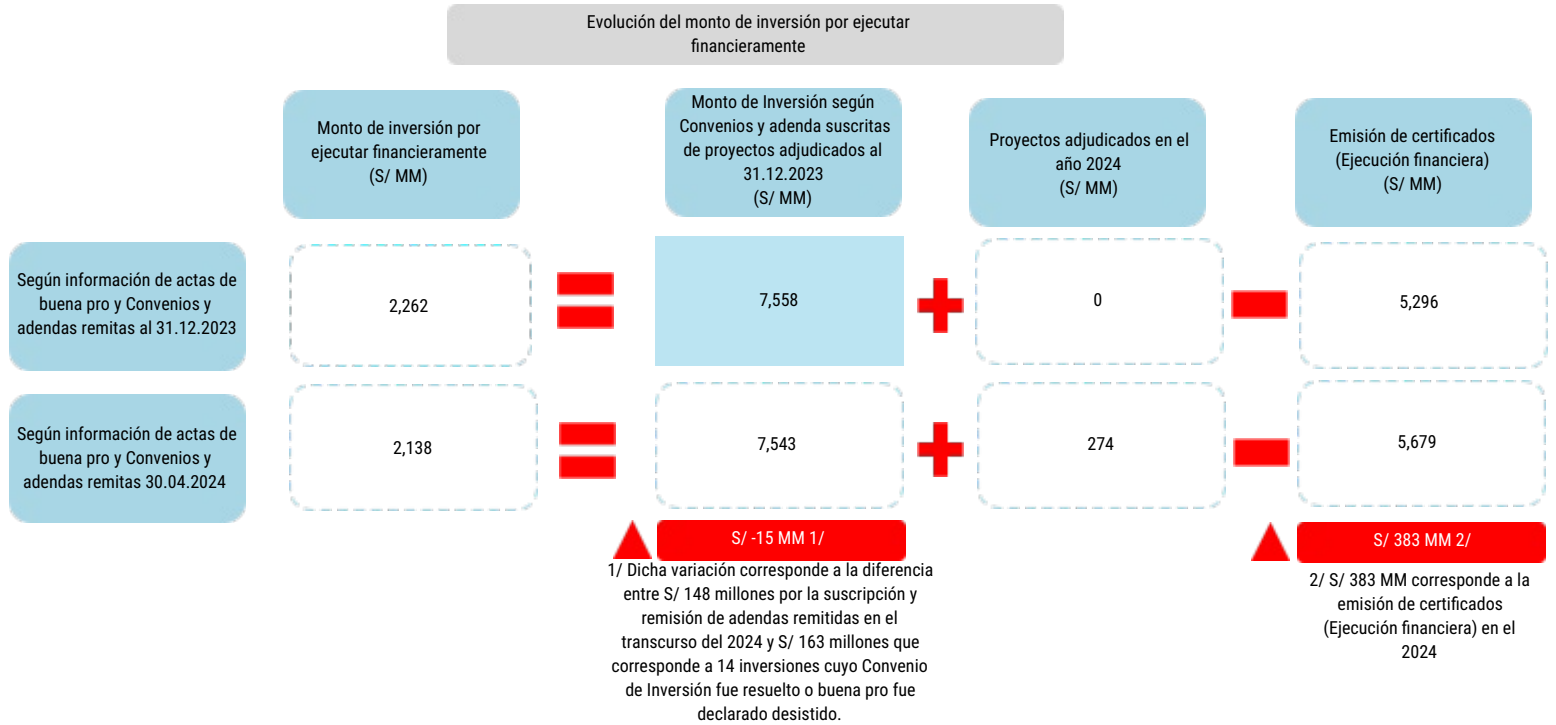 Evolución del monto de inversión por ejecutar
financieramente
Monto de inversión por
ejecutar financieramente
(S/ MM)
Monto de Inversión según
Convenios y adenda suscritas
de proyectos adjudicados al
31.12.2023
(S/ MM)
Proyectos adjudicados en el
año 2024
(S/ MM)
Emisión de certificados
(Ejecución financiera)
(S/ MM)
Según información de actas de
buena pro y Convenios y
adendas remitas al 31.12.2023
2,262
7,558
0
5,296
Según información de actas de
buena pro y Convenios y
adendas remitas 30.04.2024
2,138
7,543
274
5,679
S/ -15 MM 1/
1/ Dicha variación corresponde a la diferencia
entre S/ 148 millones por la suscripción y
remisión de adendas remitidas en el
transcurso del 2024 y S/ 163 millones que
corresponde a 14 inversiones cuyo Convenio
de Inversión fue resuelto o buena pro fue
declarado desistido.
S/ 383 MM 2/
2/ S/ 383 MM corresponde a la
emisión de certificados
(Ejecución financiera) en el
2024